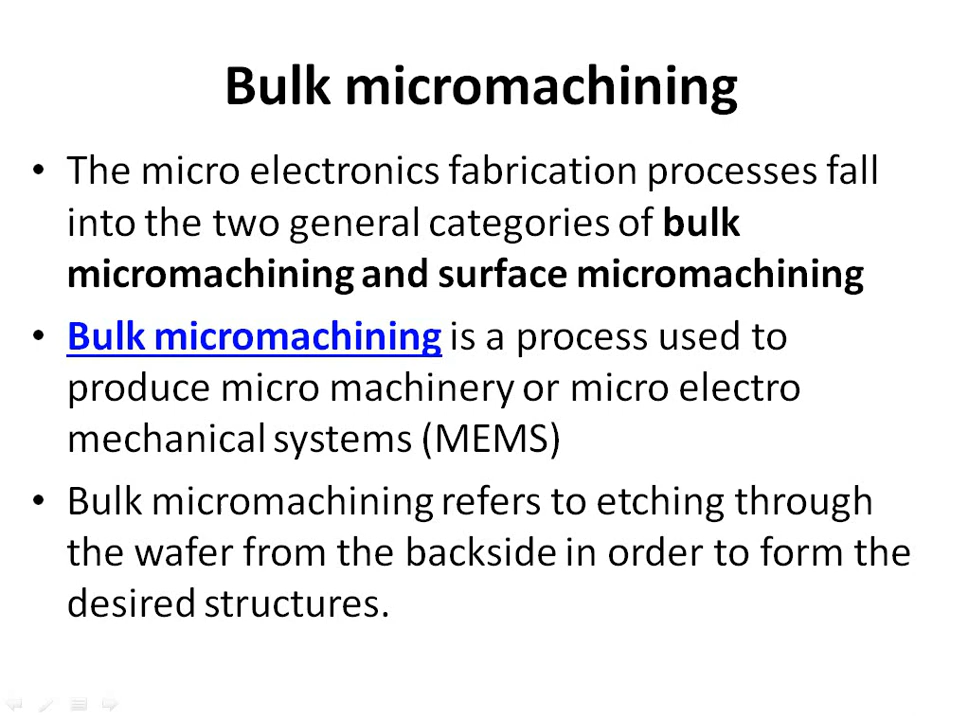 Bulk micromachining
• The micro electronics fabrication processes fall
into the two general categories of bulk
micromachining and surface micromachining
• Bulk micromachining is a process used to
produce micro machinery or micro electro
mechanical systems (MEMS)
• Bulk micromachining refers to etching through
the wafer from the backside in order to form the
desired structures.